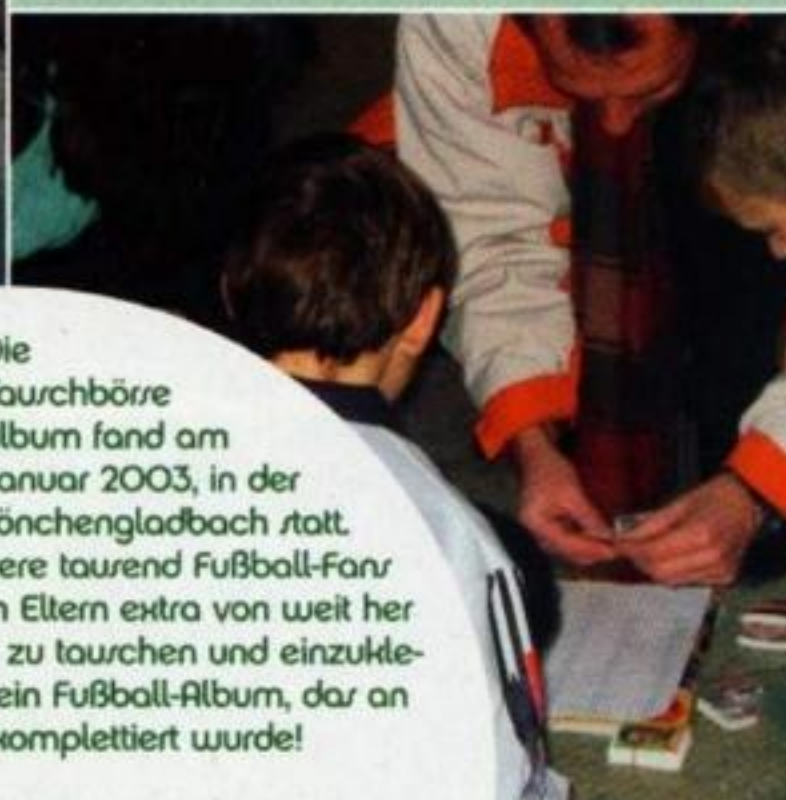 ie
auschbörse
lbum fand am
anuar 2003, in der
önchengladbach statt.
ere tausend Fußball-Fans
n Eltern extra von weit her
zu tauschen und einzukle-
ein Fußball-Album, das an
komplettiert wurde!